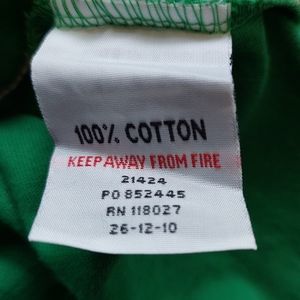 100% COTTON
KEEP AWAY FROM FIRE
21424
PO 852445
RN 118027
26-12-10